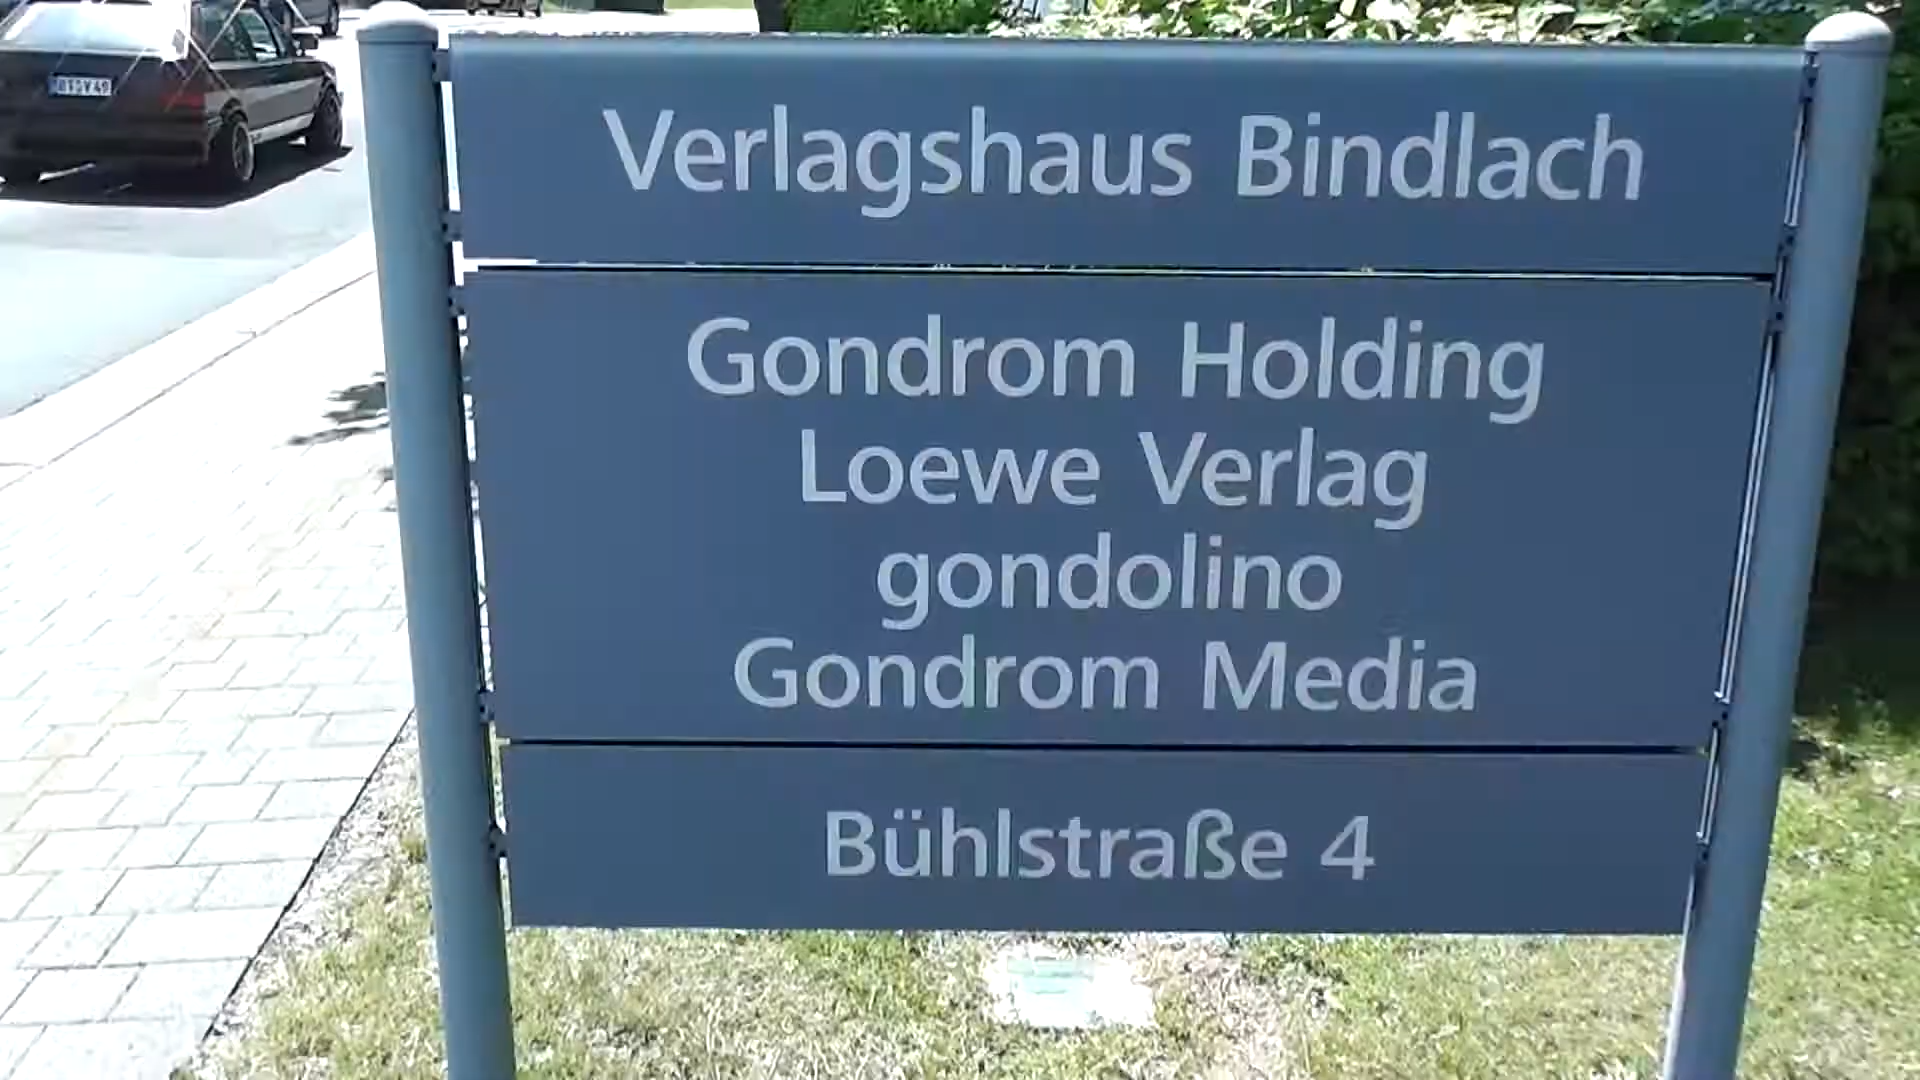 Verlagshaus Bindlach
Gondrom Holding
Loewe Verlag
gondolino
Gondrom Media
Bühlstraße 4